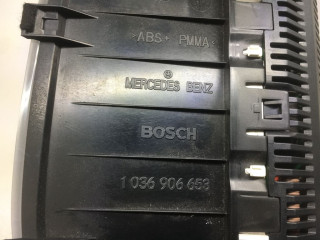 ABS + PMMA
MERCEDES BENZ
BOSCH
1 036 906 653